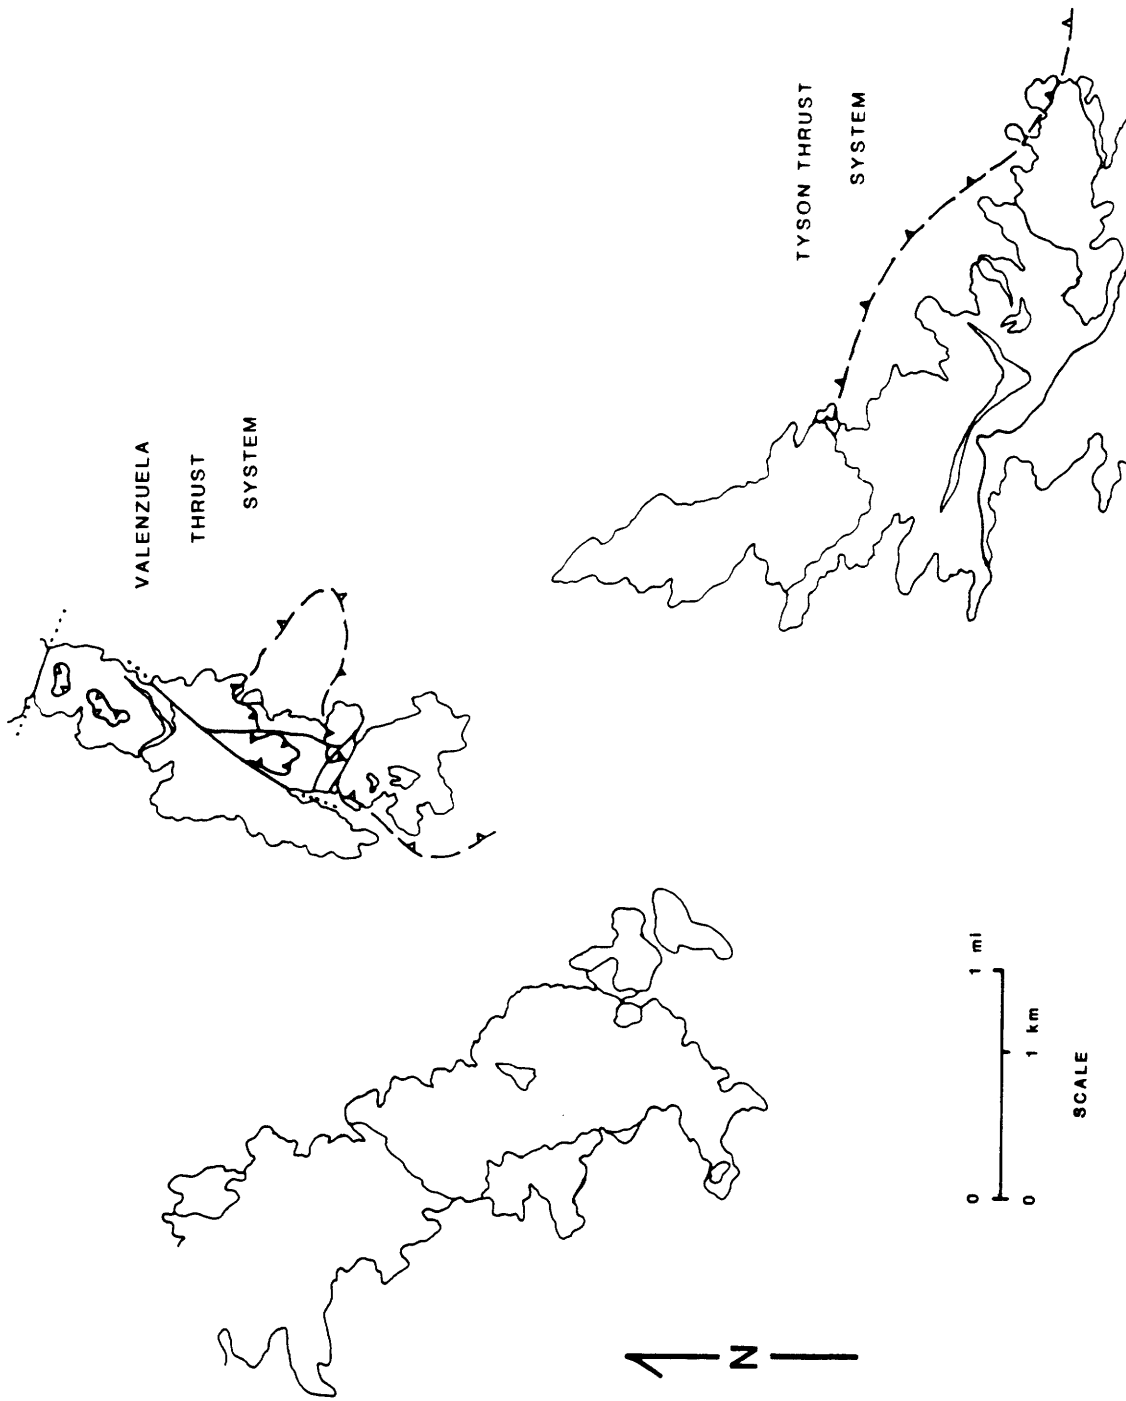 VALENZUELA
THRUST
SYSTEM
TYSON THRUST
SYSTEM
N
0 1 mi
0 1 km
SCALE